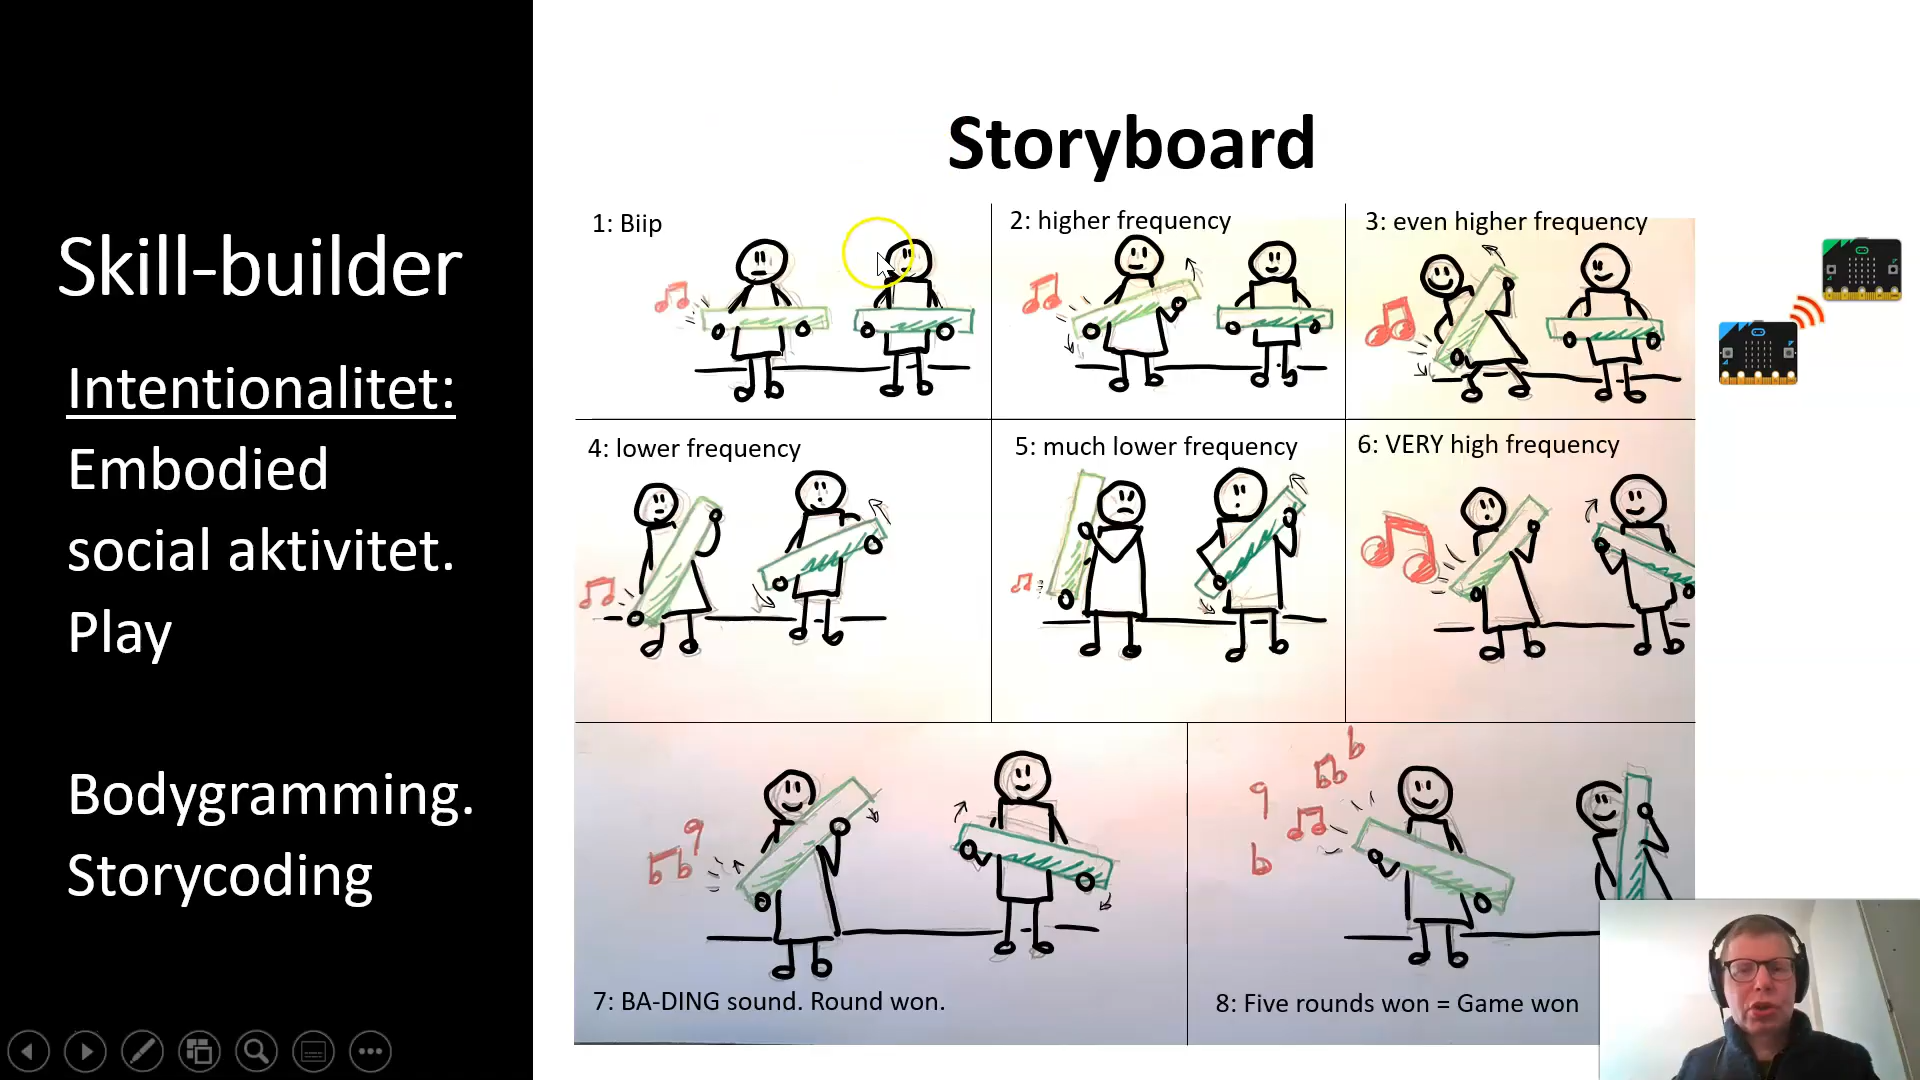 Skill-builder
Intentionalitet:
Embodied
social aktivitet.
Play
Bodygramming.
Storycoding
Storyboard
1: Biip
2: higher frequency
3: even higher frequency
4: lower frequency
5: much lower frequency
6: VERY high frequency
7: BA-DING sound. Round won.
8: Five rounds won = Game won